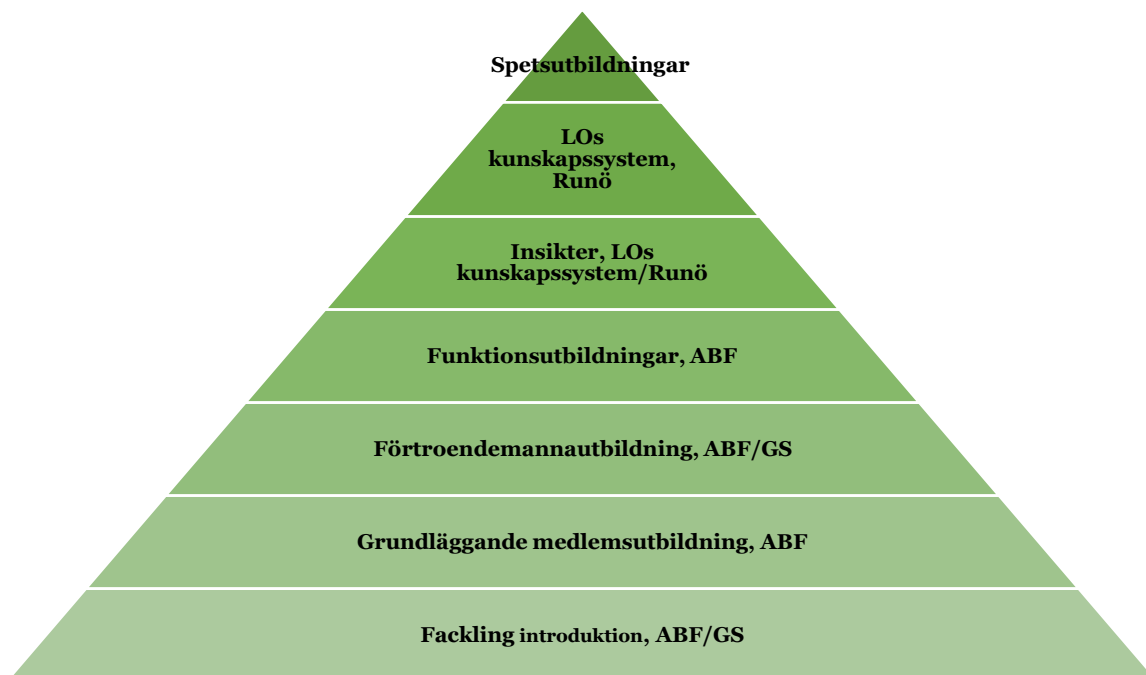 Spetsutbildningar
LOs
kunskapssystem,
Runö
Insikter, LOs
kunskapssystem/Runö
Funktionsutbildningar, ABF
Förtroendemannautbildning, ABF/GS
Grundläggande medlemsutbildning, ABF
Fackling introduktion, ABF/GS